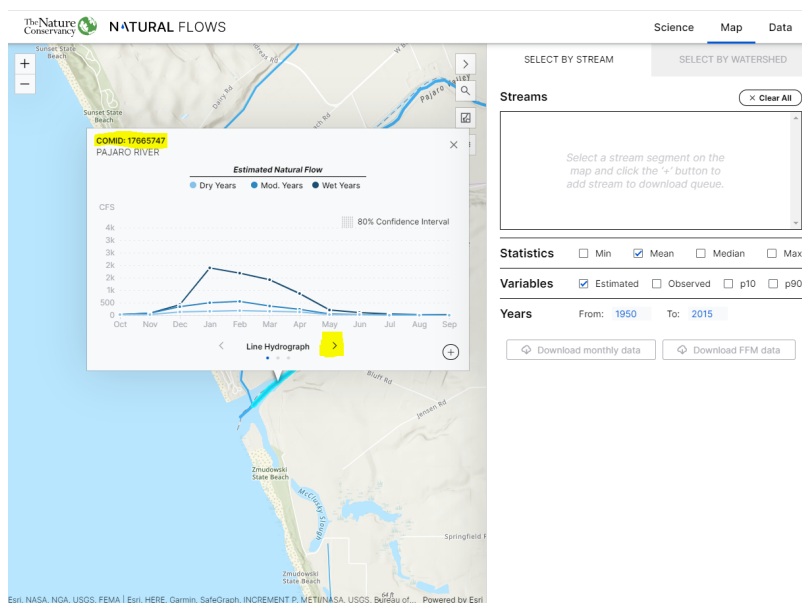 The Nature Conservancy
NATURAL FLOWS
Science Map Data
Sunset State Beach
Dairy Rd
Pajaro Valley
Sunset State Beach
COMID: 17665747
PAJARO RIVER
Estimated Natural Flow
Dry Years Mod. Years Wet Years
CFS
80% Confidence Interval
4k
3k
3k
2k
2k
1k
500
0
Oct Nov Dec Jan Feb Mar Apr May Jun Jul Aug Sep
Line Hydrograph
Bluff Rd
Jensen Rd
Zmudowski State Beach
McClusky Slough
Springfield
Zmudowski State Beach
64 ft
Esri, NASA, NGA, USGS, FEMA | Esri, HERE, Garmin, SafeGraph, INCREMENT P, METI/NASA, USGS, Bureau of... Powered by Esri
SELECT BY STREAM
SELECT BY WATERSHED
Streams
× Clear All
Select a stream segment on the
map and click the '+' button to
add stream to download queue.
Statistics Min Mean Median Max
Variables Estimated Observed p10 p90
Years From: 1950 To: 2015
Download monthly data
Download FFM data